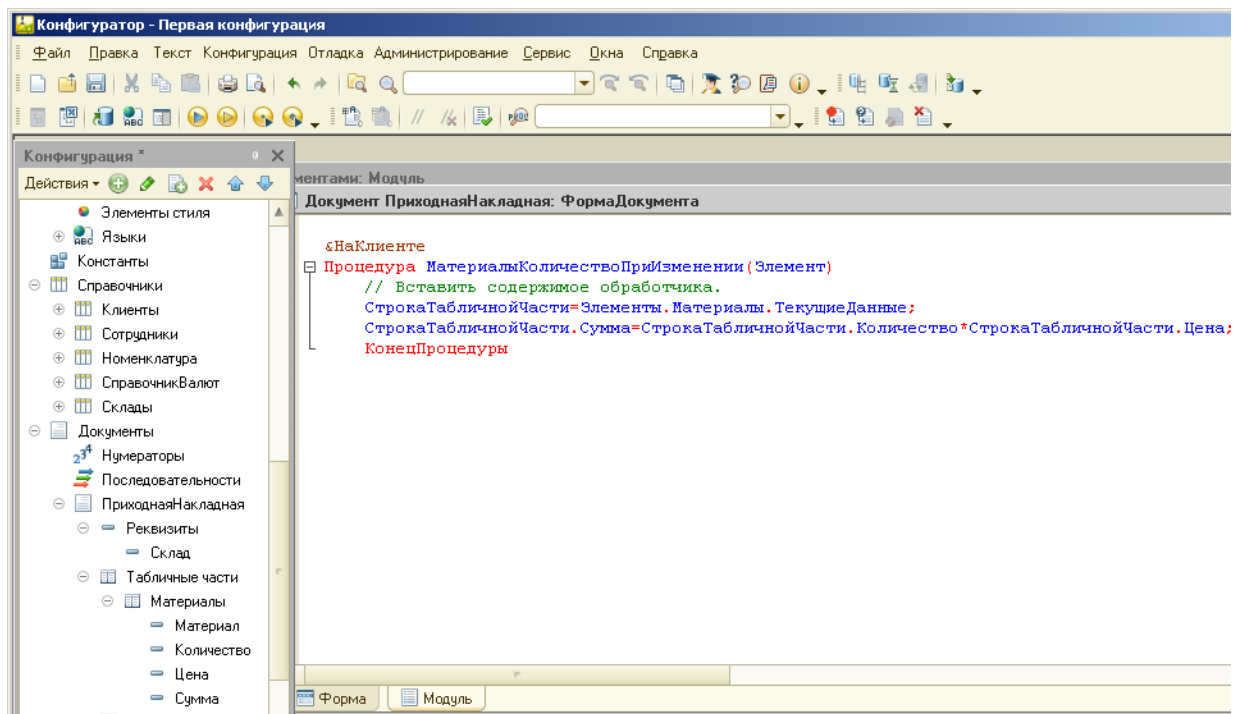 Конфигуратор - Первая конфигурация
Файл Правка Текст Конфигурация Отладка Администрирование Сервис Окна Справка
Конфигурация *
Действия
ментами: Модуль
Документ ПриходнаяНакладная: ФормаДокумента
Элементы стиля
Языки
Константы
Справочники
Клиенты
Сотрудники
Номенклатура
СправочникВалют
Склады
Документы
Нумераторы
Последовательности
ПриходнаяНакладная
Реквизиты
Склад
Табличные части
Материалы
Материал
Количество
Цена
Сумма
&НаКлиенте
Процедура МатериалыКоличествоПриИзменении(Элемент)
// Вставить содержимое обработчика.
СтрокаТабличнойЧасти=Элементы.Материалы.ТекущиеДанные;
СтрокаТабличнойЧасти.Сумма=СтрокаТабличнойЧасти.Количество*СтрокаТабличнойЧасти.Цена;
КонецПроцедуры
Форма Модуль